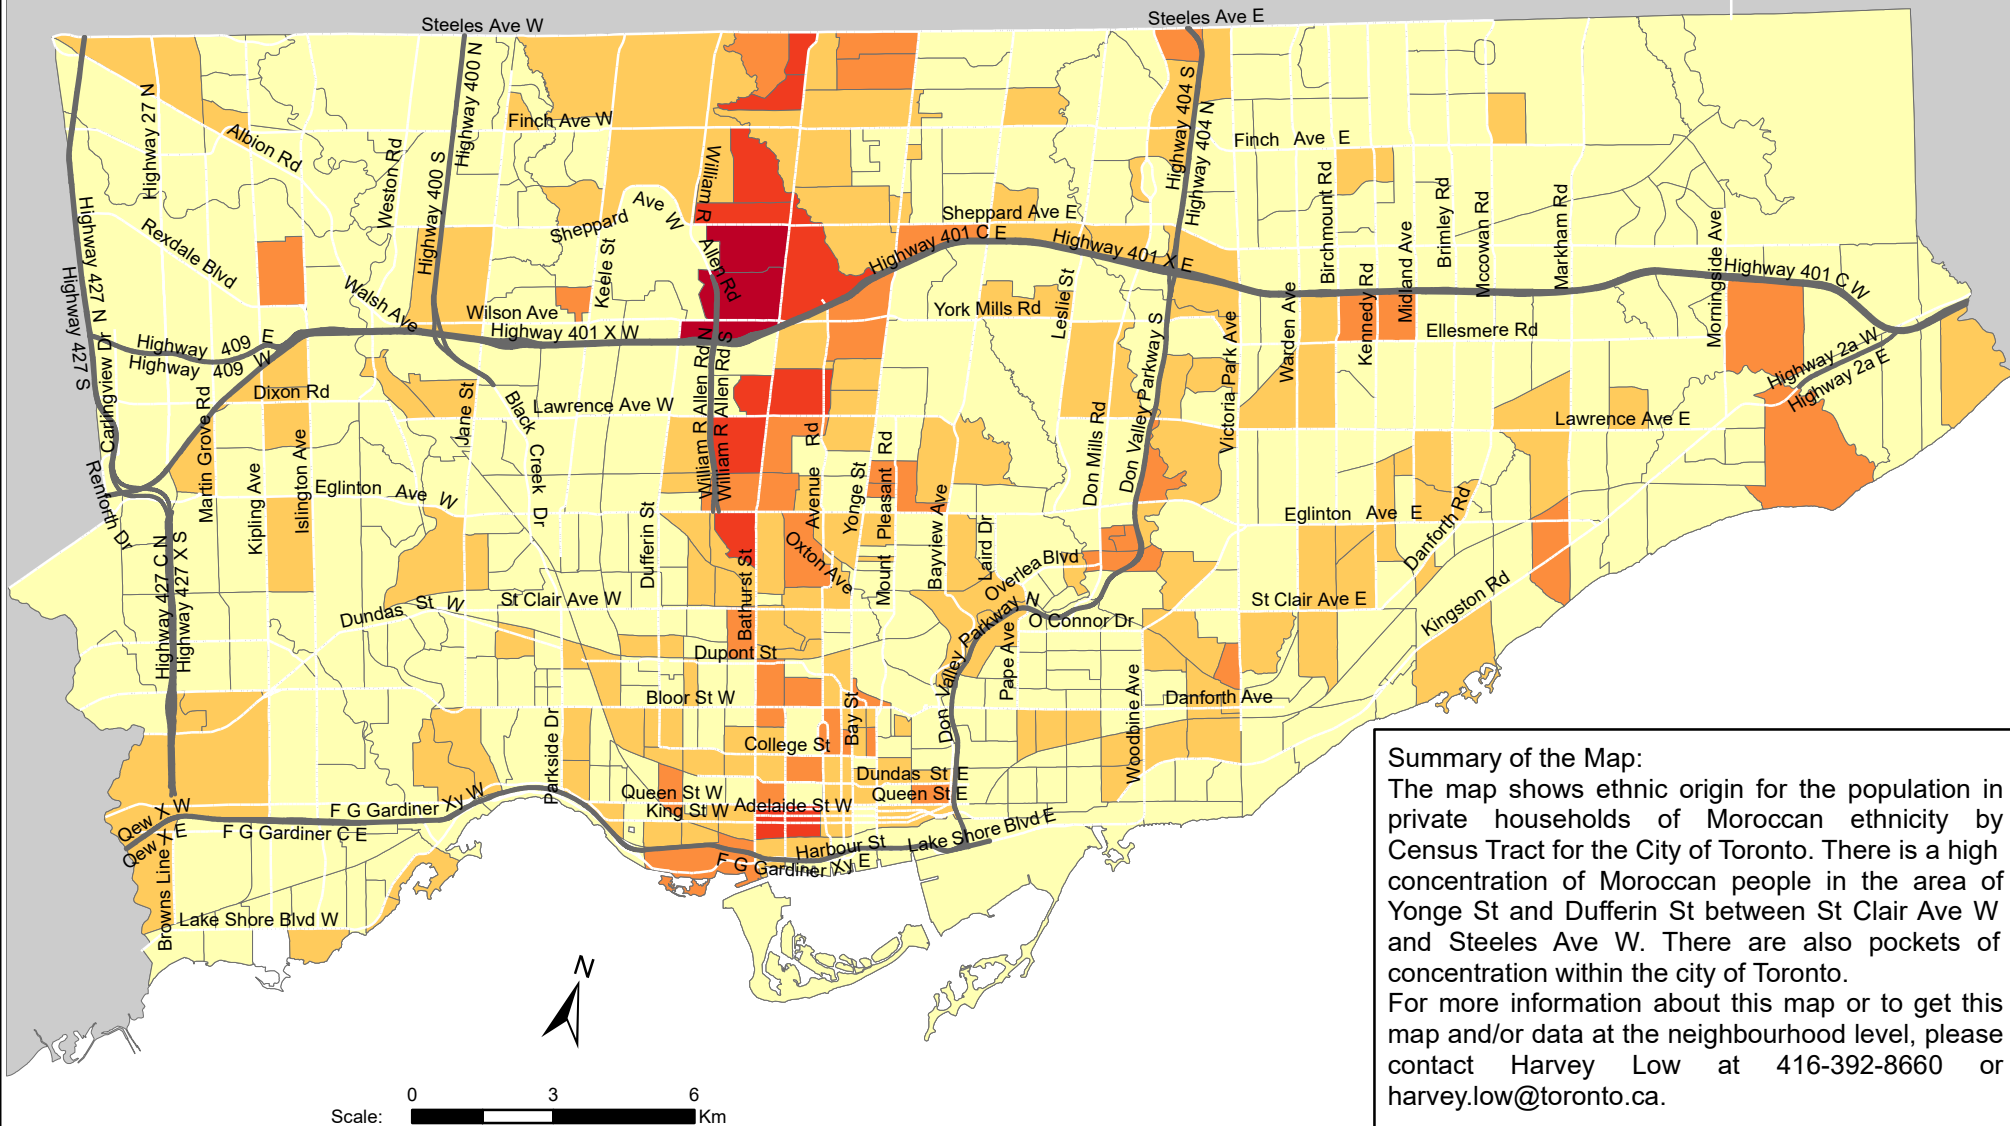 Steeles Ave W
Steeles Ave E
Highway 400 N
Highway 404 S
Highway 27 N
Finch Ave W
Highway 404 N
Finch Ave E
Albion Rd
Weston Rd
Highway 400 S
William R
Birchmount Rd
Brimley Rd
Mccowan Rd
Markham Rd
Morningside Ave
Highway 427 N
Rexdale Blvd
Sheppard Ave W
Sheppard Ave E
Keele St
Allen Rd
Highway 401 C E
Highway 401 X E
Midland Ave
Kennedy Rd
Highway 401 C W
Highway 427 S
Walsh Ave
Wilson Ave
Highway 401 X W
York Mills Rd
Leslie St
Warden Ave
Ellesmere Rd
Highway 409 E
Highway 409 W
Carlingview Dr
Highway 2a W
Highway 2a E
Dixon Rd
Martin Grove Rd
Jane St
Black Creek Dr
Lawrence Ave W
William R Allen Rd N
William R Allen Rd S
Don Valley Parkway S
Victoria Park Ave
Lawrence Ave E
Renforth Dr
Kipling Ave
Islington Ave
Eglinton Ave W
Dufferin St
Avenue Rd
Yonge St
Mount Pleasant Rd
Bayview Ave
Laird Dr
Don Mills Rd
Eglinton Ave E
Danforth Rd
Highway 427 C N
Highway 427 X S
Oxton Ave
Bathurst St
Overlea Blvd
Dundas St W
St Clair Ave W
St Clair Ave E
Kingston Rd
O Connor Dr
Don Valley Parkway N
Pape Ave
Dupont St
Bloor St W
Bay St
Woodbine Ave
Danforth Ave
Parkside Dr
College St
Dundas St E
Queen St W
Queen St E
King St W
Adelaide St W
Qew X W
Qew X E
F G Gardiner Xy W
F G Gardiner C E
Harbour St
Lake Shore Blvd E
F G Gardiner Xy E
Browns Line
Lake Shore Blvd W
N
0 3 6
Scale: Km
Summary of the Map:
The map shows ethnic origin for the population in
private households of Moroccan ethnicity by
Census Tract for the City of Toronto. There is a high
concentration of Moroccan people in the area of
Yonge St and Dufferin St between St Clair Ave W
and Steeles Ave W. There are also pockets of
concentration within the city of Toronto.
For more information about this map or to get this
map and/or data at the neighbourhood level, please
contact Harvey Low at 416-392-8660 or
harvey.low@toronto.ca.